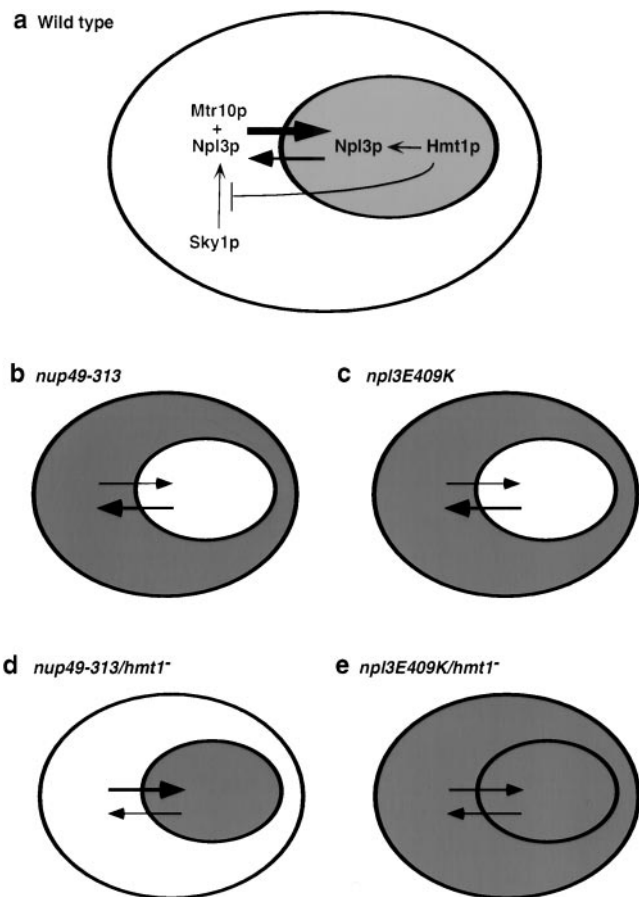 a Wild type
Mtr10p
+
Npl3p
Npl3p
Hmt1p
Sky1p
b nup49-313
c npl3E409K
d nup49-313/hmt1-
e npl3E409K/hmt1-